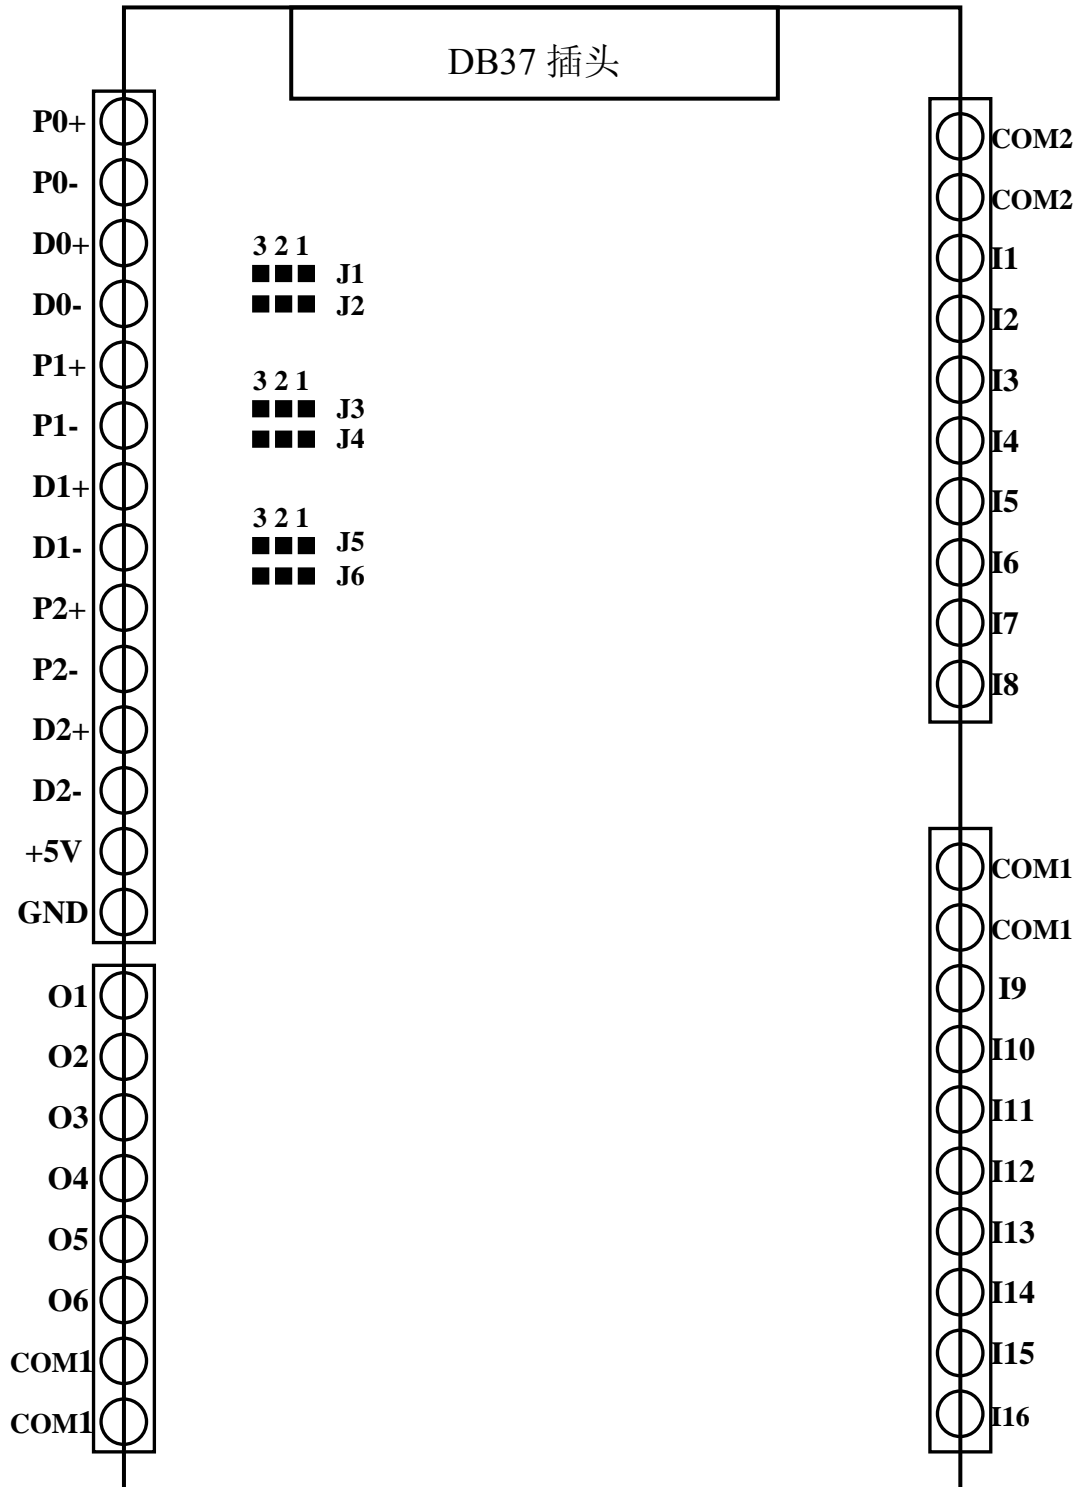 DB37 插头
P0+
P0-
D0+
D0-
P1+
P1-
D1+
D1-
P2+
P2-
D2+
D2-
+5V
GND
O1
O2
O3
O4
O5
O6
COM1
COM1
3 2 1
J1
J2
3 2 1
J3
J4
3 2 1
J5
J6
COM2
COM2
I1
I2
I3
I4
I5
I6
I7
I8
COM1
COM1
I9
I10
I11
I12
I13
I14
I15
I16